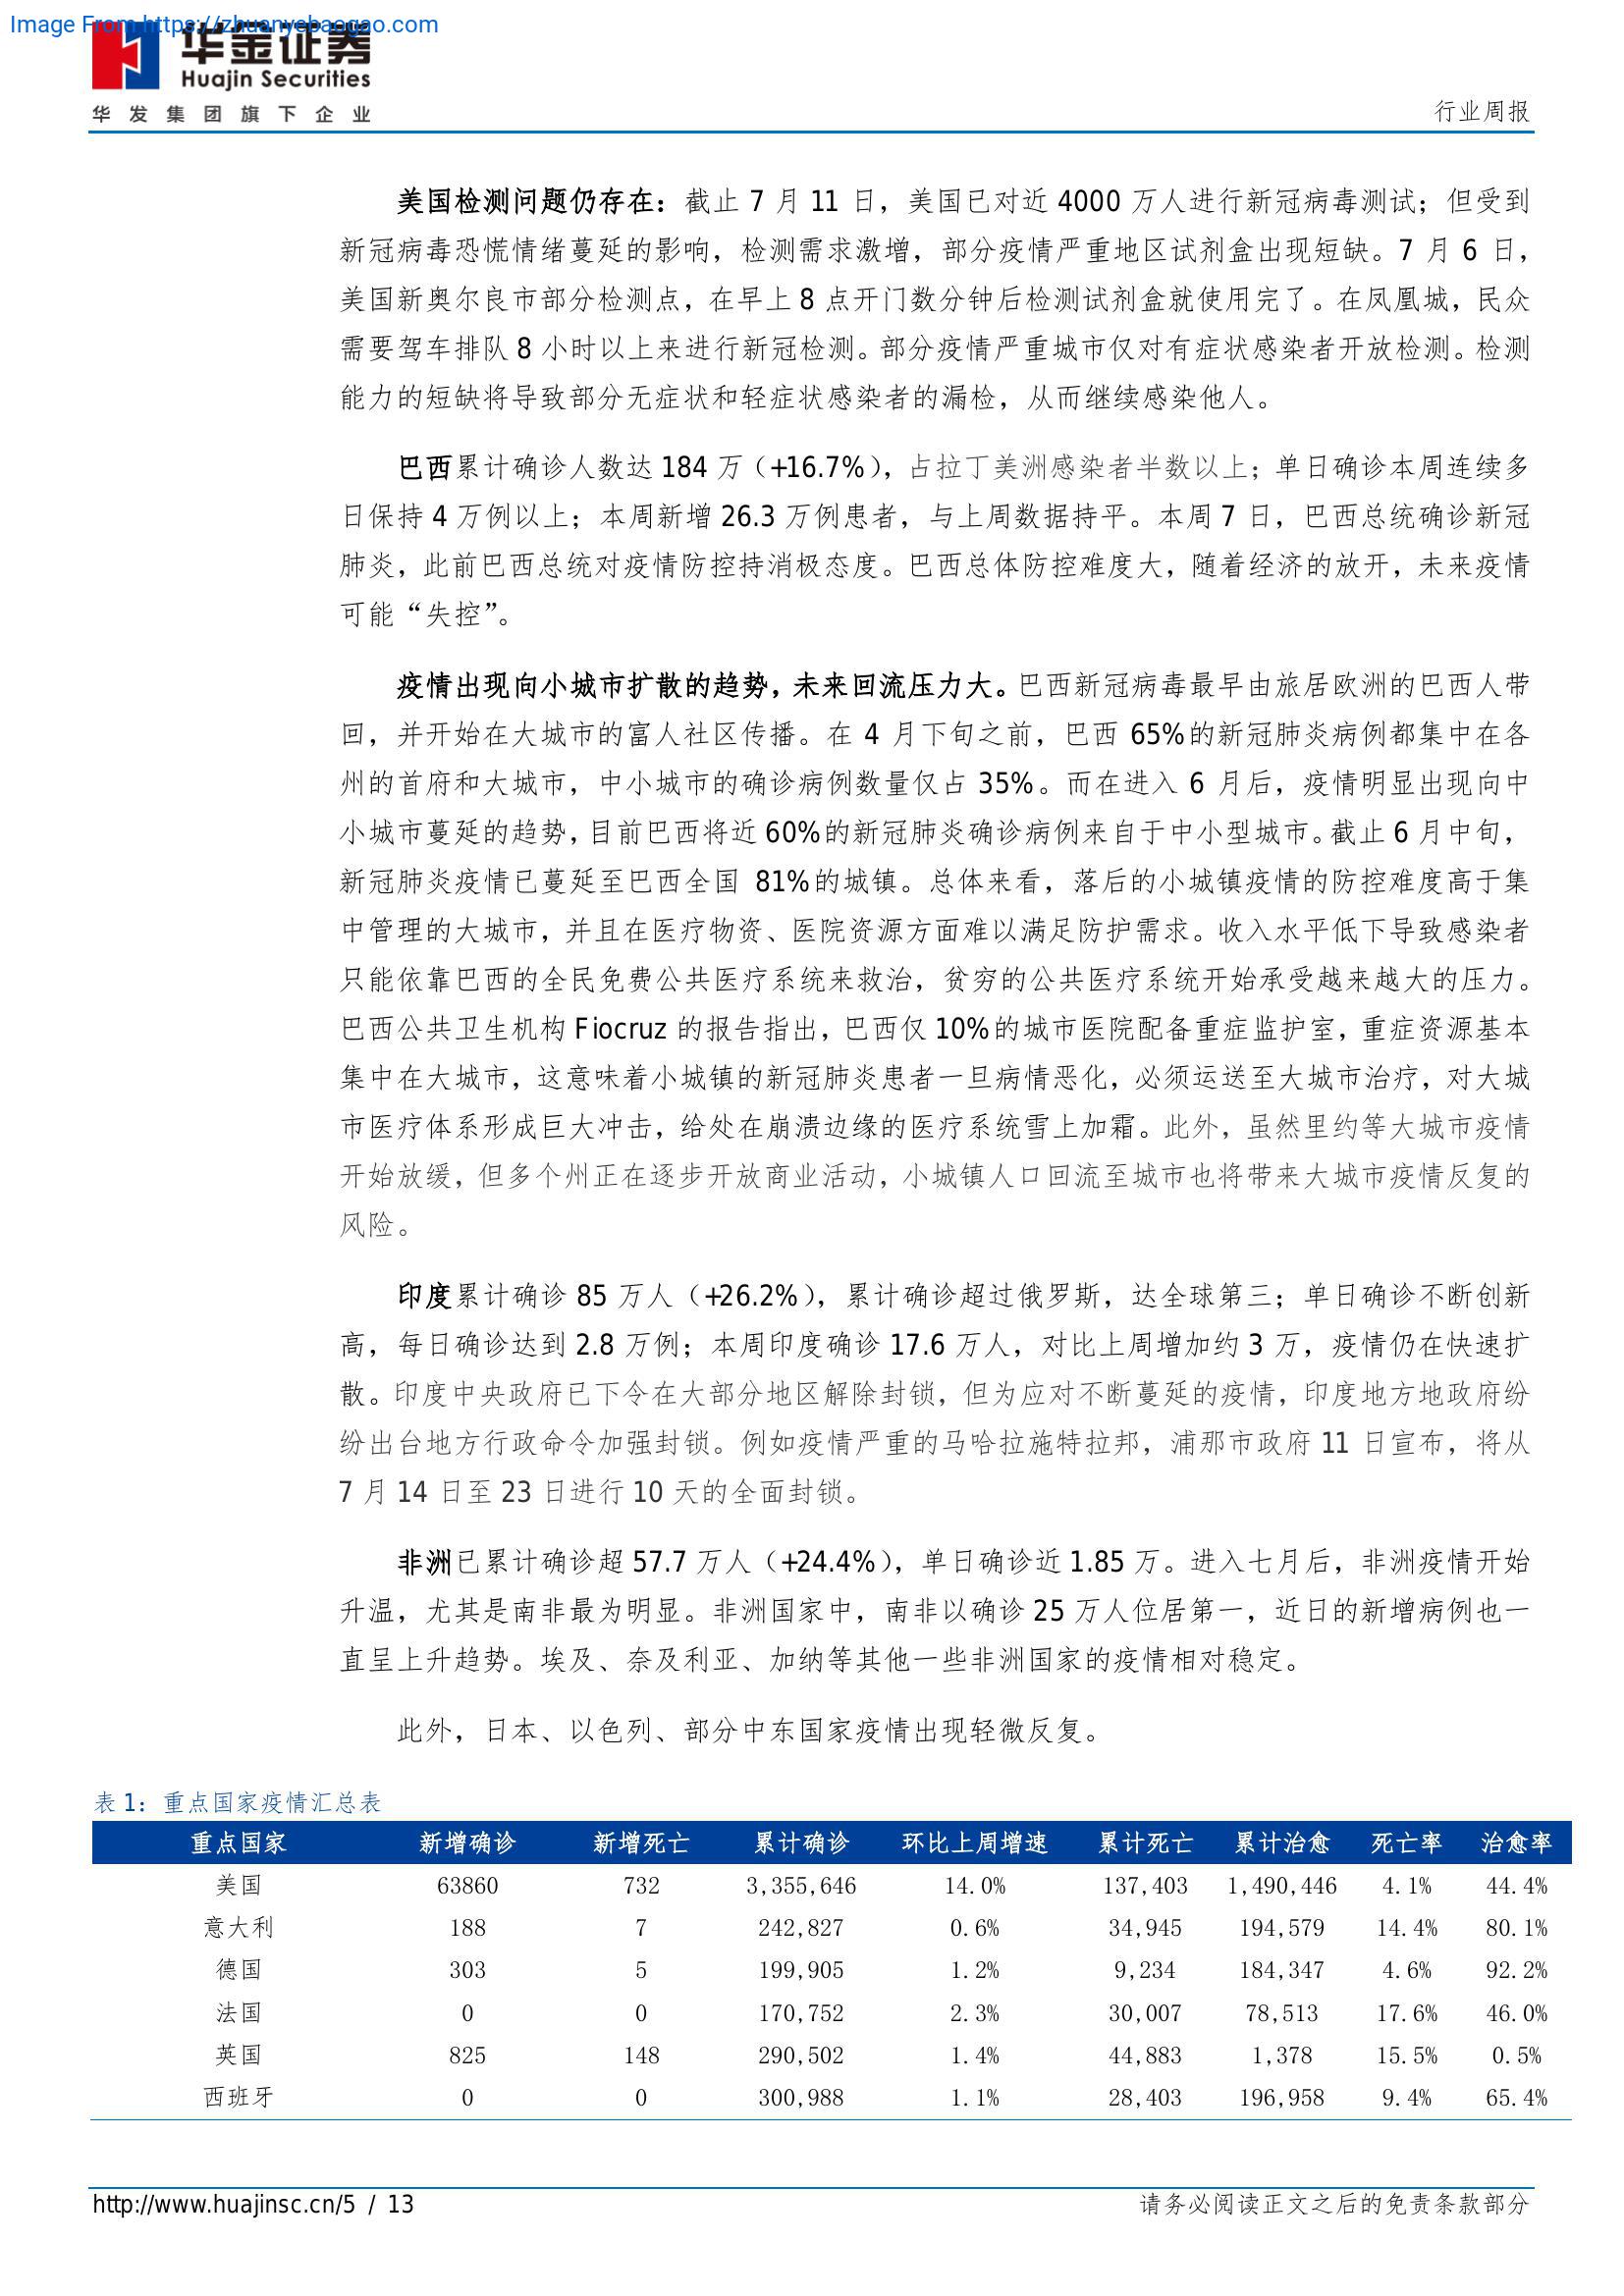 Image From https://zhuanyebaogao.com
华金证券
Huajin Securities
华发集团旗下企业
行业周报
美国检测问题仍存在：截止 7 月 11 日，美国已对近 4000 万人进行新冠病毒测试；但受到
新冠病毒恐慌情绪蔓延的影响，检测需求激增，部分疫情严重地区试剂盒出现短缺。7 月 6 日，
美国新奥尔良市部分检测点，在早上 8 点开门数分钟后检测试剂盒就使用完了。在凤凰城，民众
需要驾车排队 8 小时以上来进行新冠检测。部分疫情严重城市仅对有症状感染者开放检测。检测
能力的短缺将导致部分无症状和轻症状感染者的漏检，从而继续感染他人。
巴西累计确诊人数达 184 万（+16.7%），占拉丁美洲感染者半数以上；单日确诊本周连续多
日保持 4 万例以上；本周新增 26.3 万例患者，与上周数据持平。本周 7 日，巴西总统确诊新冠
肺炎，此前巴西总统对疫情防控持消极态度。巴西总体防控难度大，随着经济的放开，未来疫情
可能“失控”。
疫情出现向小城市扩散的趋势，未来回流压力大。巴西新冠病毒最早由旅居欧洲的巴西人带
回，并开始在大城市的富人社区传播。在 4 月下旬之前，巴西 65%的新冠肺炎病例都集中在各
州的首府和大城市，中小城市的确诊病例数量仅占 35%。而在进入 6 月后，疫情明显出现向中
小城市蔓延的趋势，目前巴西将近 60%的新冠肺炎确诊病例来自于中小型城市。截止 6 月中旬，
新冠肺炎疫情已蔓延至巴西全国 81%的城镇。总体来看，落后的小城镇疫情的防控难度高于集
中管理的大城市，并且在医疗物资、医院资源方面难以满足防护需求。收入水平低下导致感染者
只能依靠巴西的全民免费公共医疗系统来救治，贫穷的公共医疗系统开始承受越来越大的压力。
巴西公共卫生机构 Fiocruz 的报告指出，巴西仅 10%的城市医院配备重症监护室，重症资源基本
集中在大城市，这意味着小城镇的新冠肺炎患者一旦病情恶化，必须运送至大城市治疗，对大城
市医疗体系形成巨大冲击，给处在崩溃边缘的医疗系统雪上加霜。此外，虽然里约等大城市疫情
开始放缓，但多个州正在逐步开放商业活动，小城镇人口回流至城市也将带来大城市疫情反复的
风险。
印度累计确诊 85 万人（+26.2%），累计确诊超过俄罗斯，达全球第三；单日确诊不断创新
高，每日确诊达到 2.8 万例；本周印度确诊 17.6 万人，对比上周增加约 3 万，疫情仍在快速扩
散。印度中央政府已下令在大部分地区解除封锁，但为应对不断蔓延的疫情，印度地方地政府纷
纷出台地方行政命令加强封锁。例如疫情严重的马哈拉施特拉邦，浦那市政府 11 日宣布，将从
7 月 14 日至 23 日进行 10 天的全面封锁。
非洲已累计确诊超 57.7 万人（+24.4%），单日确诊近 1.85 万。进入七月后，非洲疫情开始
升温，尤其是南非最为明显。非洲国家中，南非以确诊 25 万人位居第一，近日的新增病例也一
直呈上升趋势。埃及、奈及利亚、加纳等其他一些非洲国家的疫情相对稳定。
此外，日本、以色列、部分中东国家疫情出现轻微反复。
表 1：重点国家疫情汇总表
重点国家 新增确诊 新增死亡 累计确诊 环比上周增速 累计死亡 累计治愈 死亡率 治愈率
美国 63860 732 3,355,646 14.0% 137,403 1,490,446 4.1% 44.4%
意大利 188 7 242,827 0.6% 34,945 194,579 14.4% 80.1%
德国 303 5 199,905 1.2% 9,234 184,347 4.6% 92.2%
法国 0 0 170,752 2.3% 30,007 78,513 17.6% 46.0%
英国 825 148 290,502 1.4% 44,883 1,378 15.5% 0.5%
西班牙 0 0 300,988 1.1% 28,403 196,958 9.4% 65.4%
http://www.huajinsc.cn/5 / 13
请务必阅读正文之后的免责条款部分